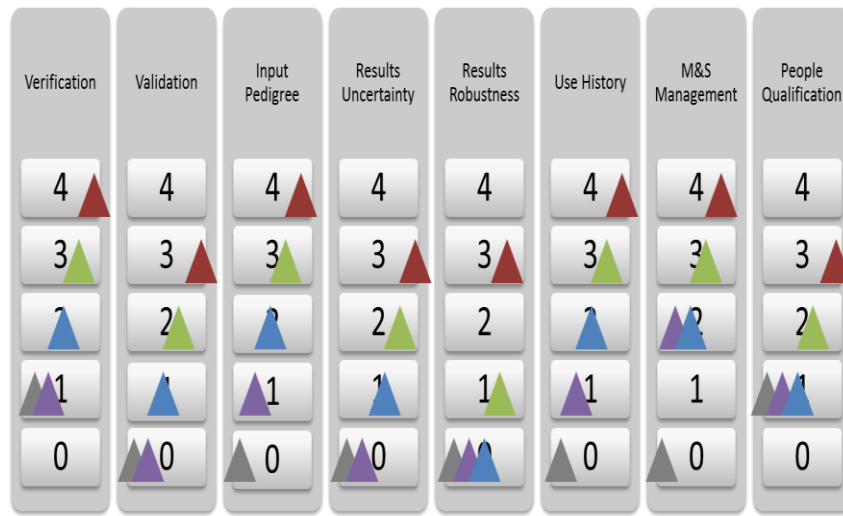 Verification
4
3
1
0
Validation
4
3
2
0
Input
Pedigree
4
3
1
0
Results
Uncertainty
4
3
2
1
0
Results
Robustness
4
3
2
1
Use History
4
3
1
0
M&S
Management
4
3
2
1
0
People
Qualification
4
3
2
0